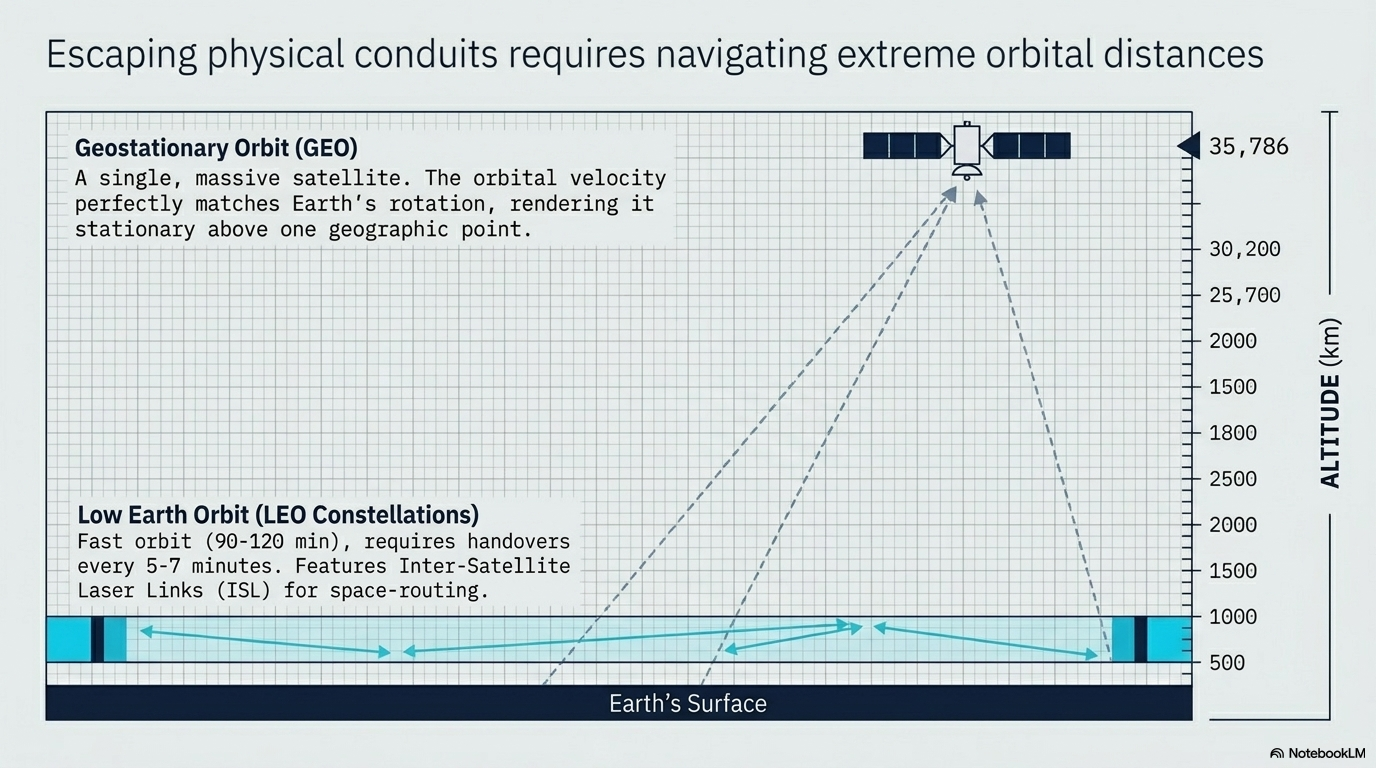 Escaping physical conduits requires navigating extreme orbital distances
Geostationary Orbit (GEO)
A single, massive satellite. The orbital velocity
perfectly matches Earth's rotation, rendering it
stationary above one geographic point.
35,786
30,200
25,700
2000
1500
1800
2500
2000
1500
1000
500
ALTITUDE (km)
Low Earth Orbit (LEO Constellations)
Fast orbit (90-120 min), requires handovers
every 5-7 minutes. Features Inter-Satellite
Laser Links (ISL) for space-routing.
Earth's Surface
NotebookLM